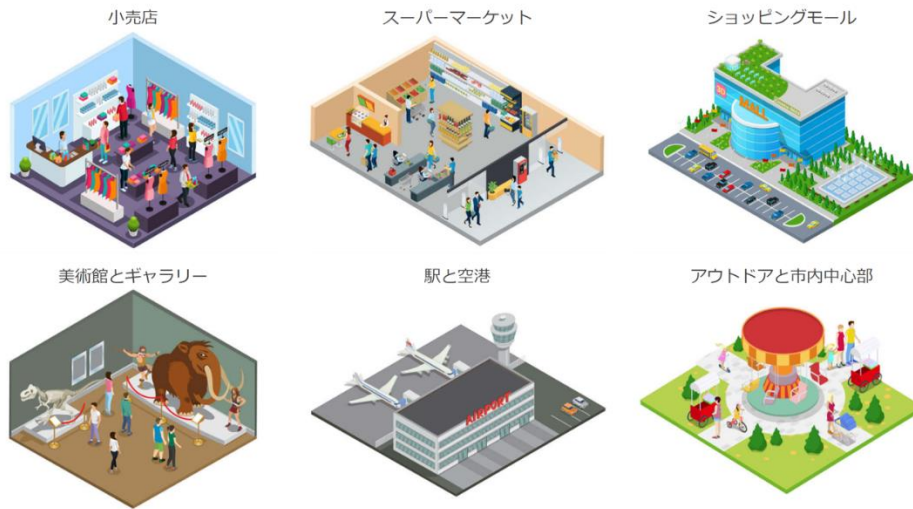 小売店
スーパーマーケット
ショッピングモール
MALL
美術館とギャラリー
駅と空港
アウトドアと市内中心部
AIRPORT